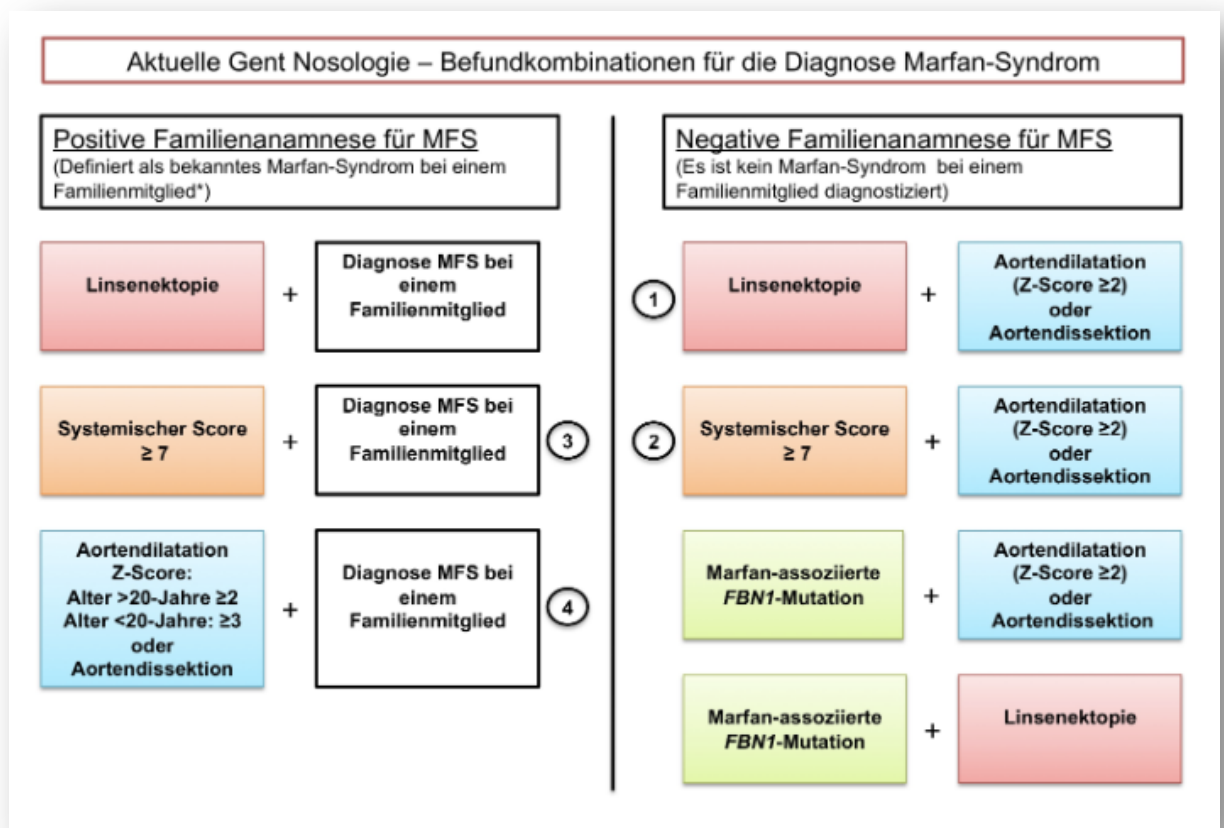 Aktuelle Gent Nosologie – Befundkombinationen für die Diagnose Marfan-Syndrom
Positive Familienanamnese für MFS
(Definiert als bekanntes Marfan-Syndrom bei einem
Familienmitglied*)
Linsenektopie
+
Diagnose MFS bei
einem
Familienmitglied
Systemischer Score
≥ 7
+
Diagnose MFS bei
einem
Familienmitglied
3
Aortendilatation
Z-Score:
Alter >20-Jahre ≥2
Alter <20-Jahre: ≥3
oder
Aortendissektion
+
Diagnose MFS bei
einem
Familienmitglied
4
Negative Familienanamnese für MFS
(Es ist kein Marfan-Syndrom bei einem
Familienmitglied diagnostiziert)
1
Linsenektopie
+
Aortendilatation
(Z-Score ≥2)
oder
Aortendissektion
2
Systemischer Score
≥ 7
+
Aortendilatation
(Z-Score ≥2)
oder
Aortendissektion
Marfan-assoziierte
FBN1-Mutation
+
Aortendilatation
(Z-Score ≥2)
oder
Aortendissektion
Marfan-assoziierte
FBN1-Mutation
+
Linsenektopie